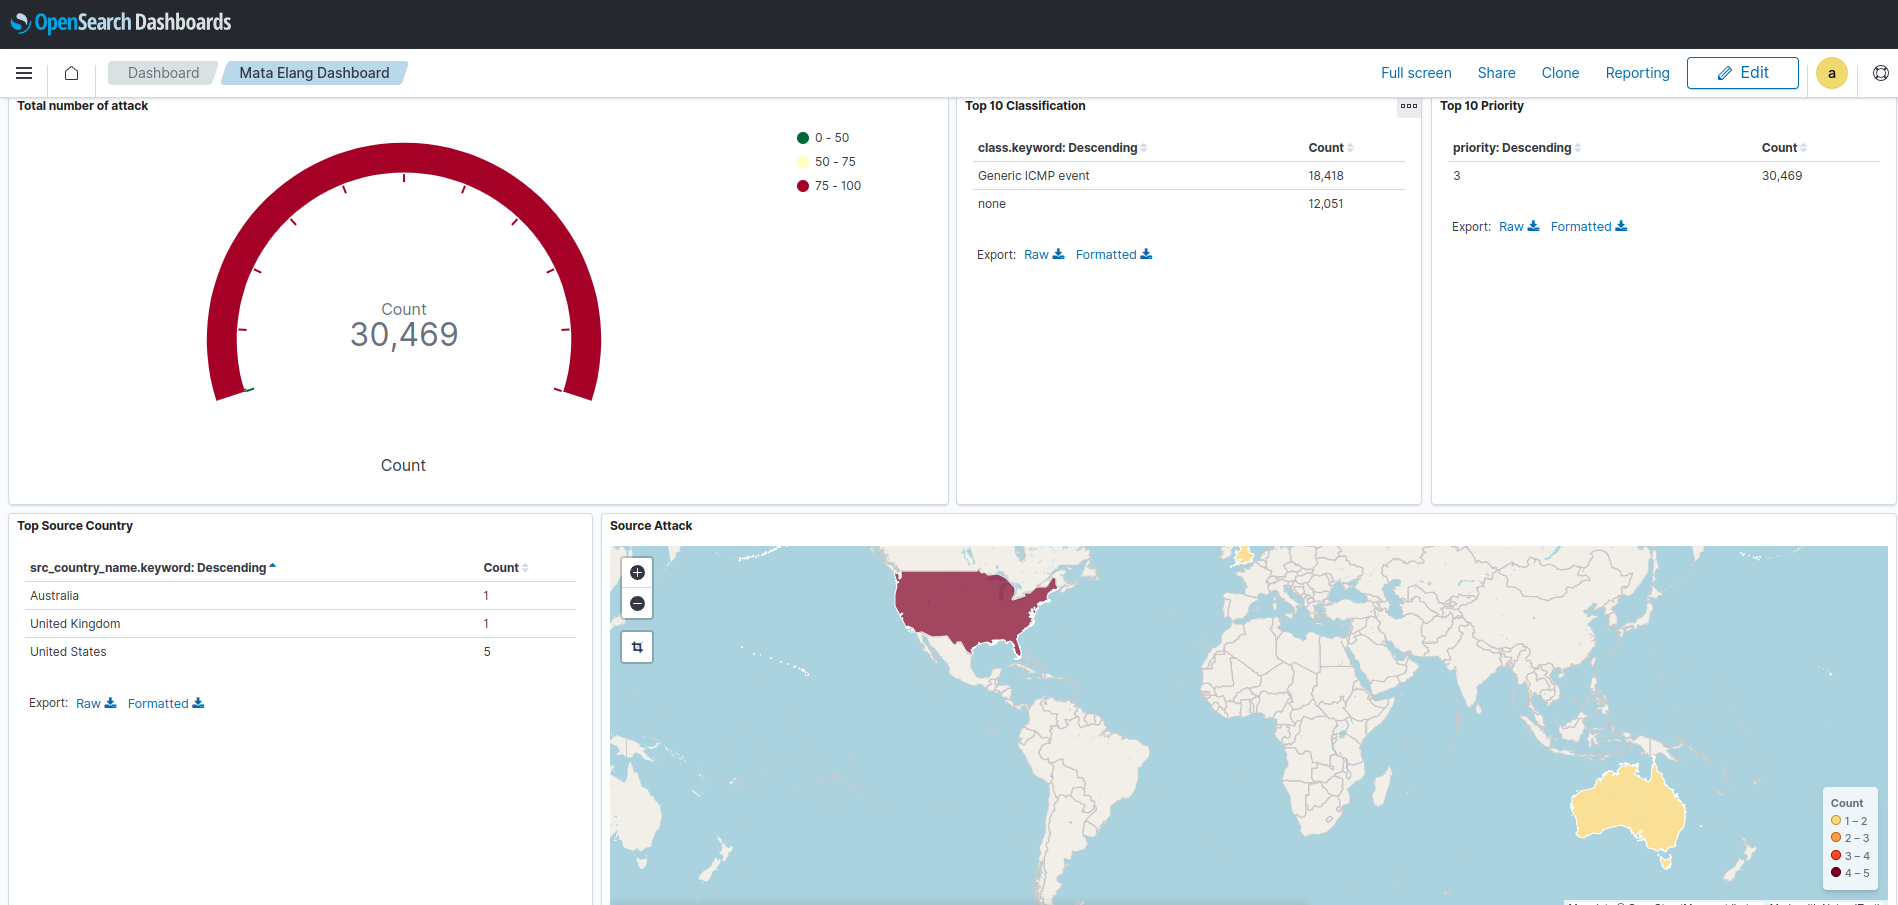 OpenSearch Dashboards
Dashboard
Mata Elang Dashboard
Full screen
Share
Clone
Reporting
Edit
a
Total number of attack
0 - 50
50 - 75
75 - 100
Count
30,469
Count
Top 10 Classification
class.keyword: Descending Count
Generic ICMP event 18,418
none 12,051
Export: Raw Formatted
Top 10 Priority
priority: Descending Count
3 30,469
Export: Raw Formatted
Top Source Country
src_country_name.keyword: Descending Count
Australia 1
United Kingdom 1
United States 5
Export: Raw Formatted
Source Attack
Count
1 – 2
2 – 3
3 – 4
4 – 5